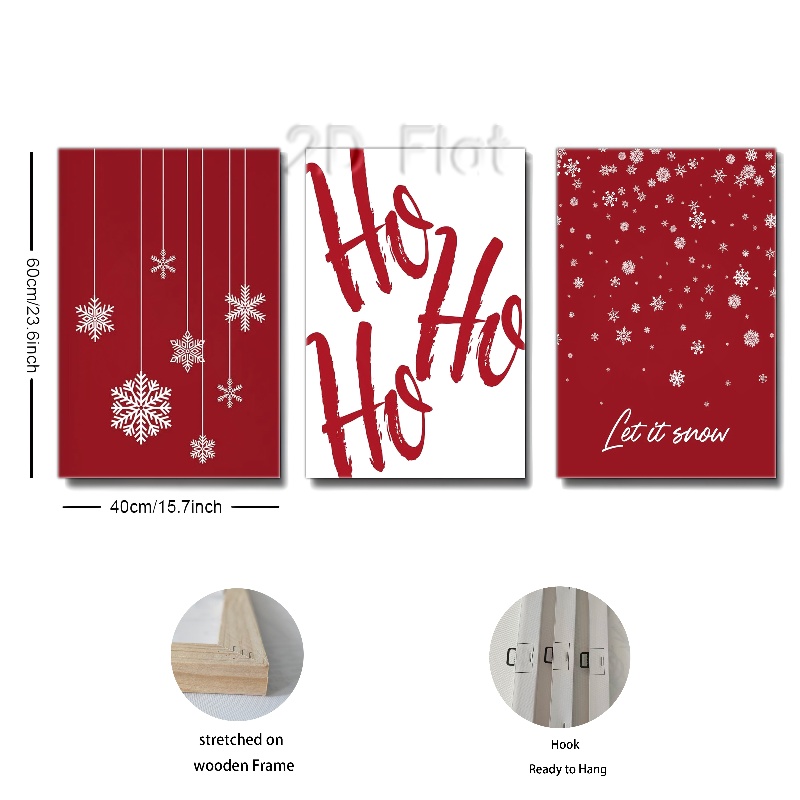 2D Flat
Ho
Ho
Ho
Let it snow
60cm/23.6inch
40cm/15.7inch
stretched on
wooden Frame
Hook
Ready to Hang